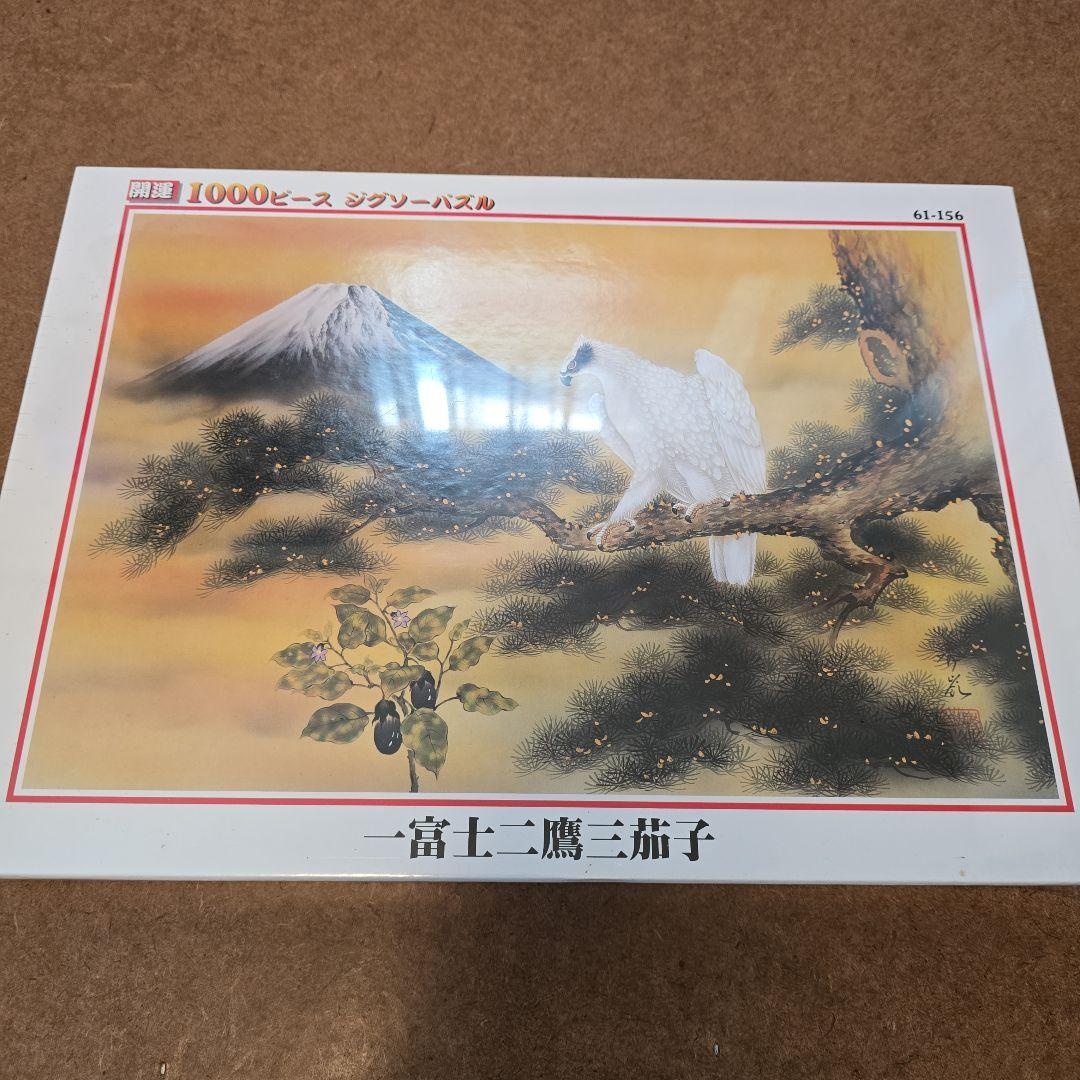 開運 1000ピース ジグソーパズル
61-156
一富士二鷹三茄子